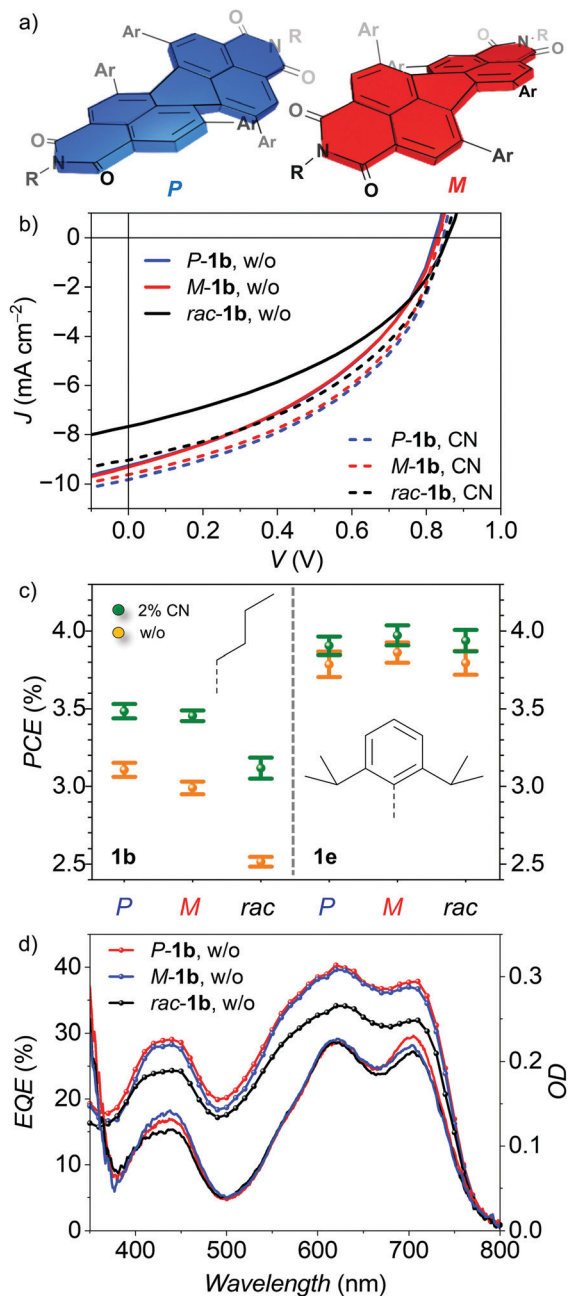 a)
Ar
N
R
O
O
Ar
Ar
Ar
O
N
R
O
P
Ar
O
N
R
O
Ar
Ar
O
N
R
O
Ar
M
b)
0
−2
−4
−6
−8
−10
J (mA cm⁻²)
P-1b, w/o
M-1b, w/o
rac-1b, w/o
P-1b, CN
M-1b, CN
rac-1b, CN
0.0 0.2 0.4 0.6 0.8 1.0
V (V)
c)
2% CN
w/o
4.0
3.5
3.0
2.5
PCE (%)
4.0
3.5
3.0
2.5
1b
1e
P M rac P M rac
d)
P-1b, w/o
M-1b, w/o
rac-1b, w/o
40
30
20
10
0
EQE (%)
0.3
0.2
0.1
0.0
OD
400 500 600 700 800
Wavelength (nm)